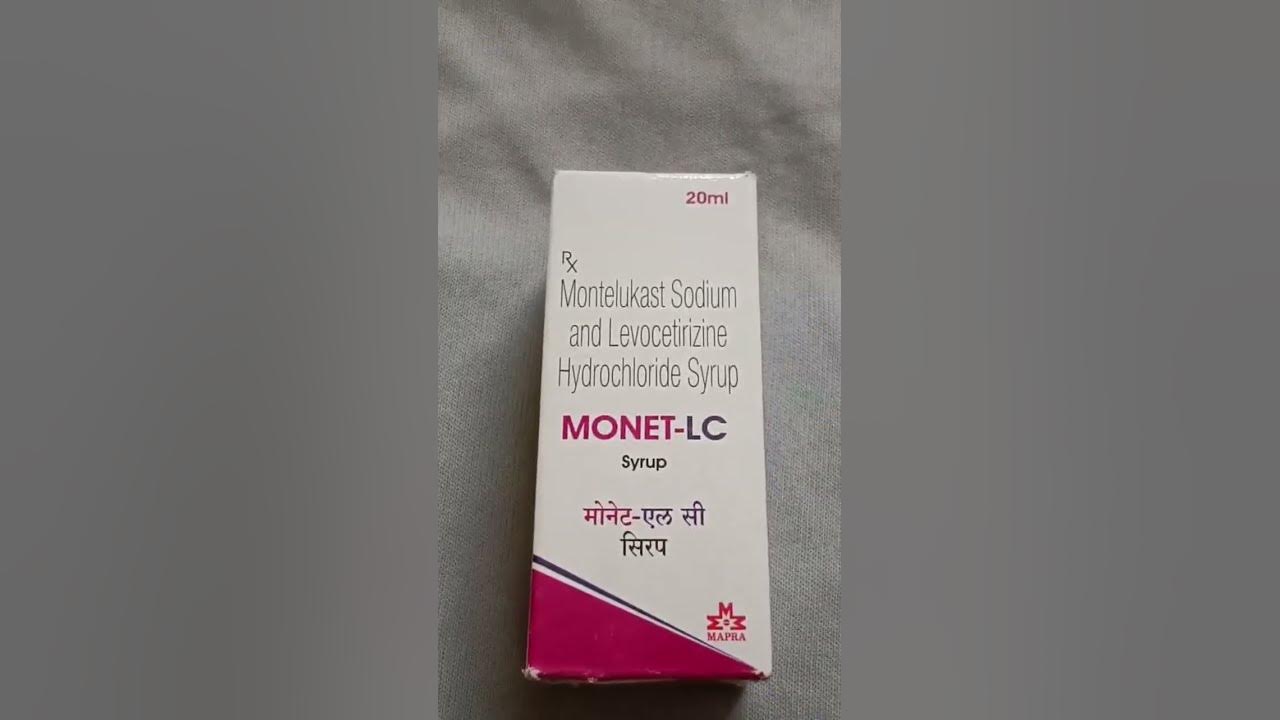 20ml
Rx
Montelukast Sodium
and Levocetirizine
Hydrochloride Syrup
MONET-LC
Syrup
मोनेट-एल सी
सिरप
MAPRA